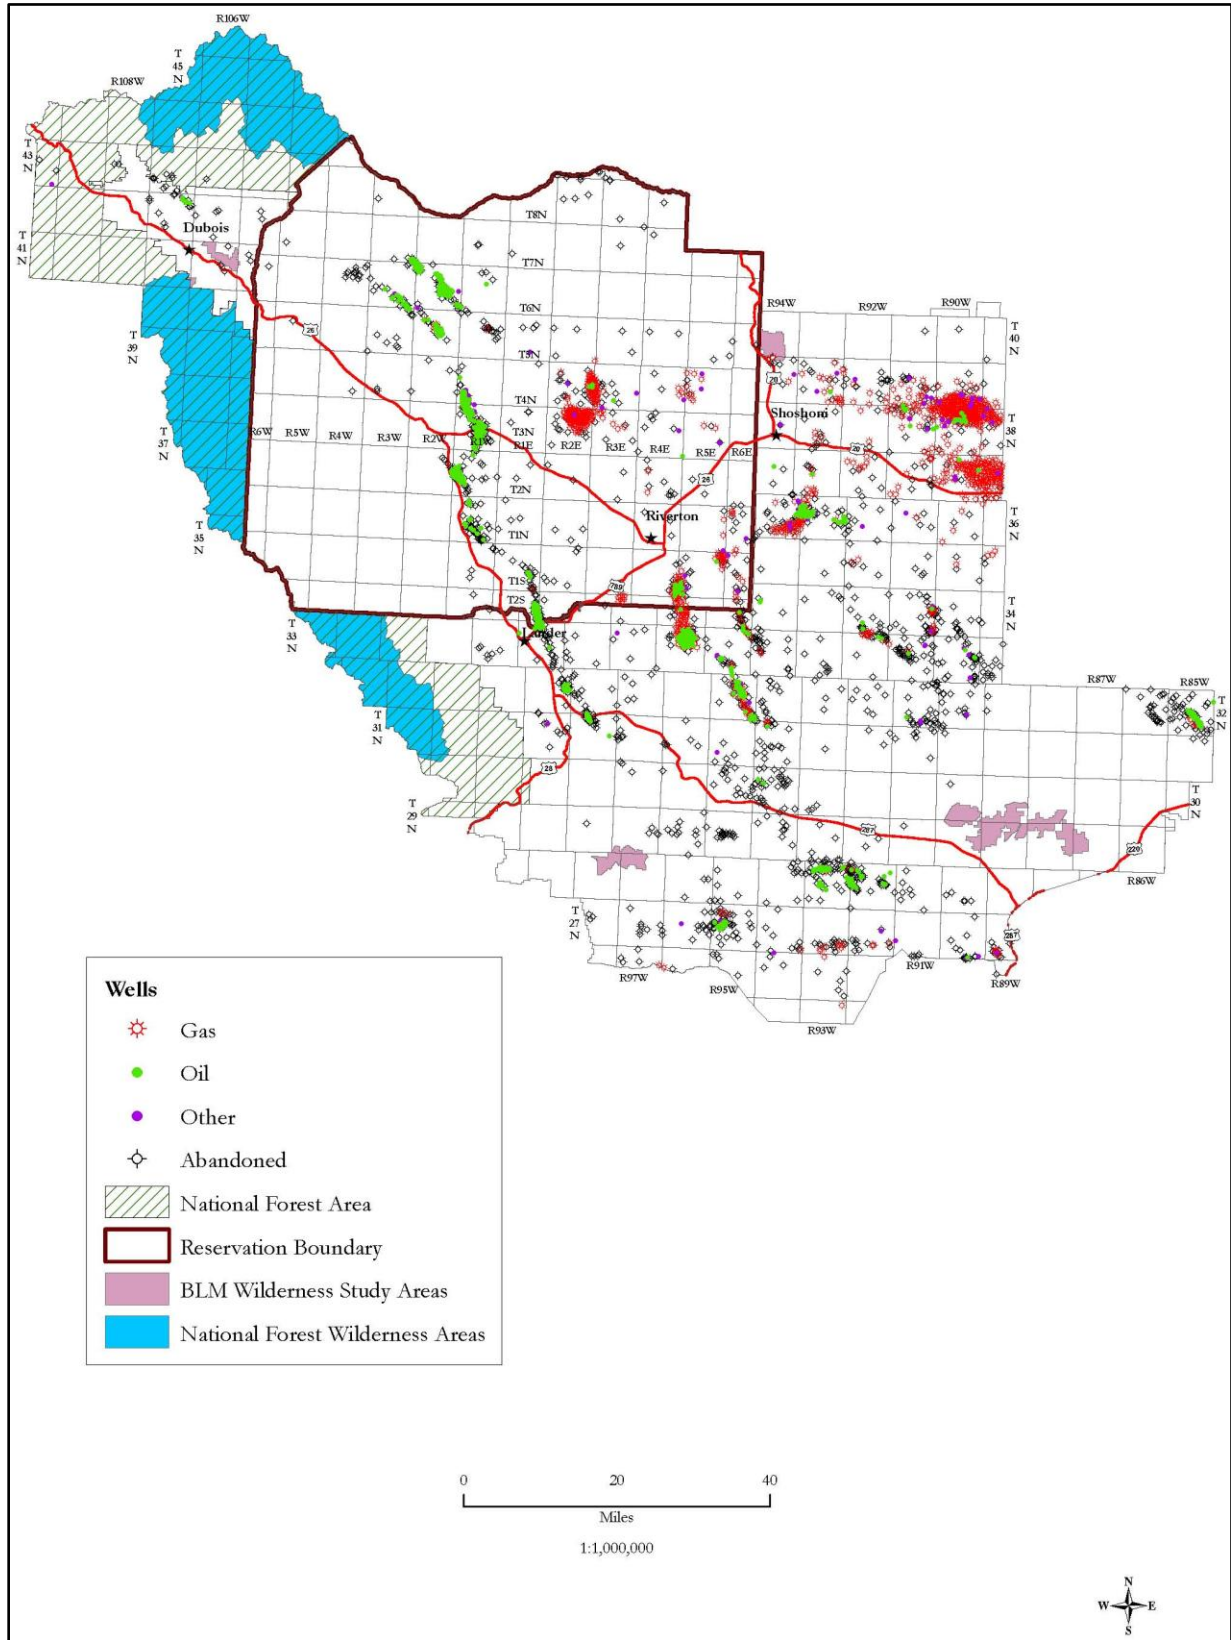 R106W
T
45
N
R108W
T
43
N
T
41
N
Dubois
T8N
T7N
T6N
T5N
T4N
T3N
R6W R5W R4W R3W R2W R1W R1E R2E R3E R4E R5E R6E
T2N
T1N
T1S
T2S
26
T
39
N
T
37
N
T
35
N
R94W R92W R90W
T
40
N
20
Shoshoni
T
38
N
20
26
Riverton
T
36
N
789
T
34
N
T
33
N
Lander
R87W R85W
T
32
N
T
31
N
28
T
30
N
T
29
N
287
220
R86W
T
27
N
287
R91W
R89W
R97W
R95W
R93W
Wells
Gas
Oil
Other
Abandoned
National Forest Area
Reservation Boundary
BLM Wilderness Study Areas
National Forest Wilderness Areas
0 20 40
Miles
1:1,000,000
N
W E
S